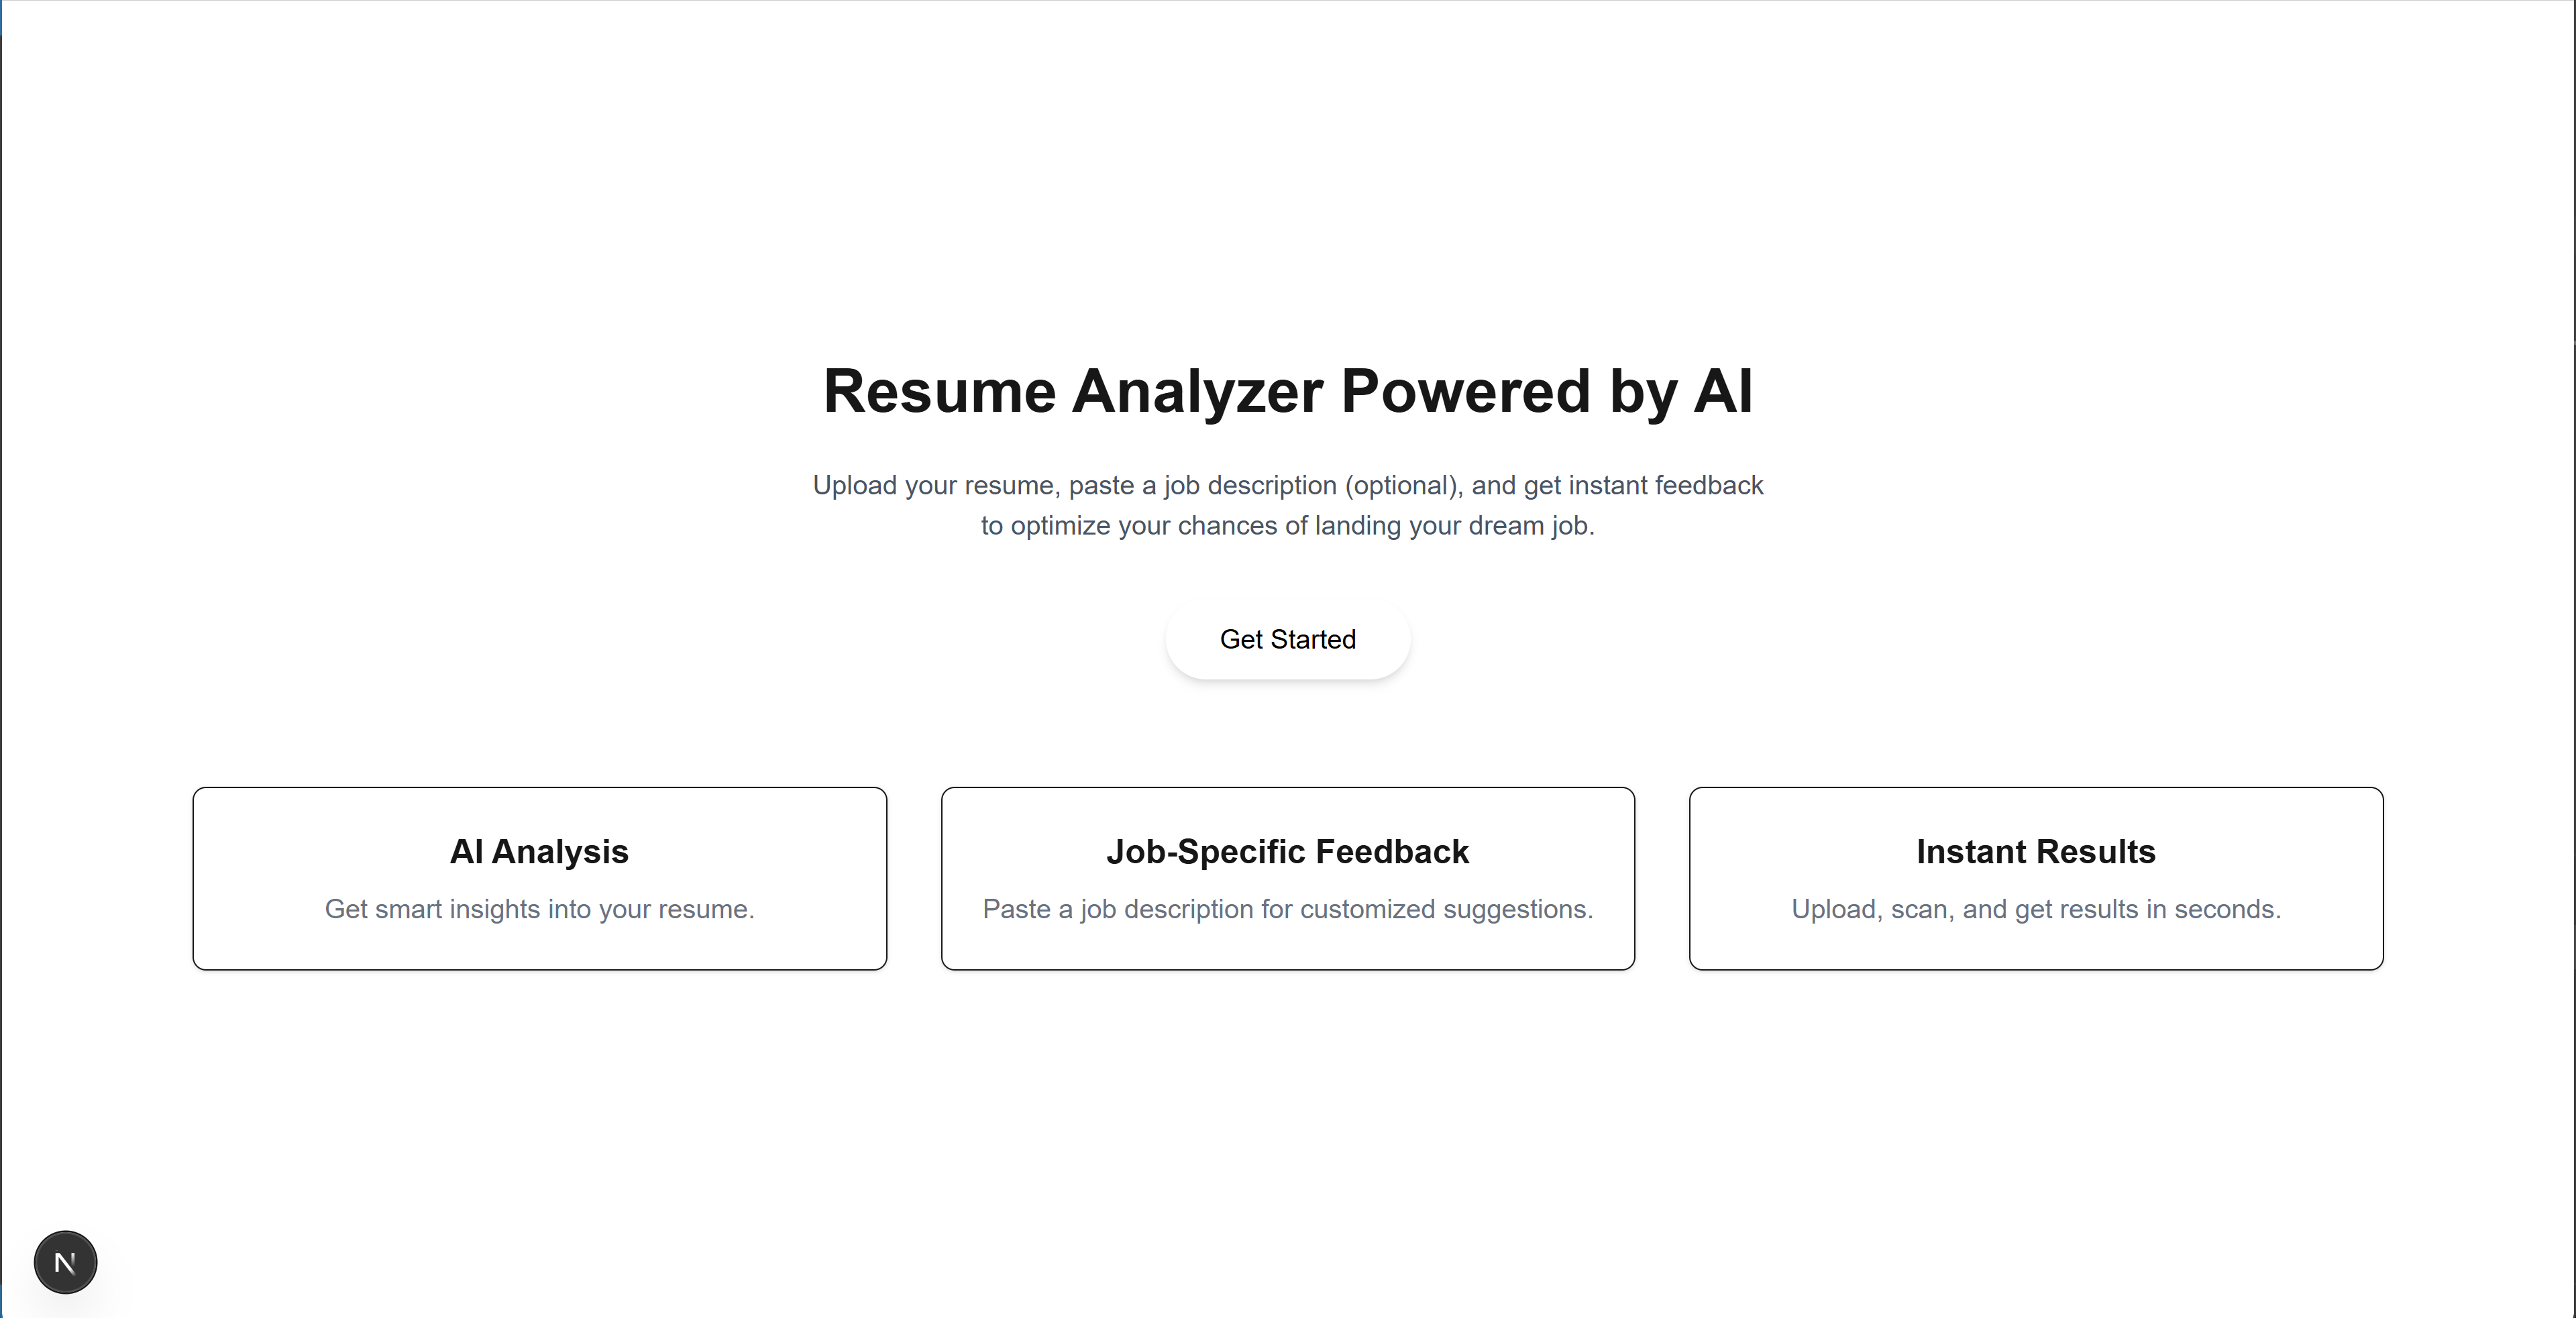 Resume Analyzer Powered by AI
Upload your resume, paste a job description (optional), and get instant feedback
to optimize your chances of landing your dream job.
Get Started
AI Analysis
Get smart insights into your resume.
Job-Specific Feedback
Paste a job description for customized suggestions.
Instant Results
Upload, scan, and get results in seconds.
N